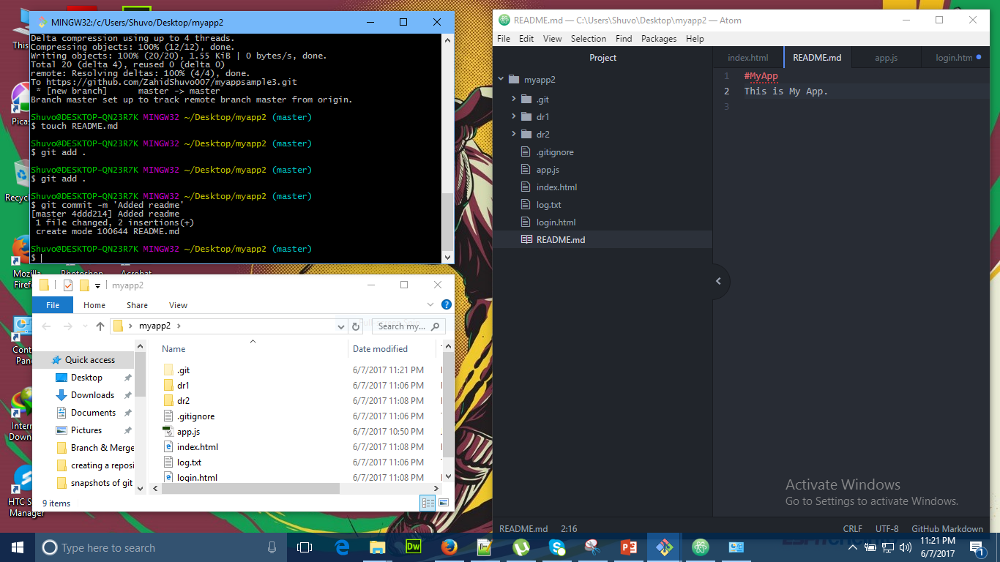 MINGW32:/c/Users/Shuvo/Desktop/myapp2
Delta compression using up to 4 threads.
Compressing objects: 100% (12/12), done.
Writing objects: 100% (20/20), 1.55 KiB | 0 bytes/s, done.
Total 20 (delta 4), reused 0 (delta 0)
remote: Resolving deltas: 100% (4/4), done.
To https://github.com/ZahidShuvo007/myappsample3.git
* [new branch]      master -> master
Branch master set up to track remote branch master from origin.
Shuvo@DESKTOP-QN23R7K MINGW32 ~/Desktop/myapp2 (master)
$ touch README.md
Shuvo@DESKTOP-QN23R7K MINGW32 ~/Desktop/myapp2 (master)
$ git add .
Shuvo@DESKTOP-QN23R7K MINGW32 ~/Desktop/myapp2 (master)
$ git add .
Shuvo@DESKTOP-QN23R7K MINGW32 ~/Desktop/myapp2 (master)
$ git commit -m 'Added readme'
[master 4ddd214] Added readme
1 file changed, 2 insertions(+)
create mode 100644 README.md
Shuvo@DESKTOP-QN23R7K MINGW32 ~/Desktop/myapp2 (master)
$
myapp2
File Home Share View
myapp2
Search my...
Quick access
Desktop
Downloads
Documents
Pictures
Branch & Merge
creating a reposi
snapshots of git
Name Date modified
.git 6/7/2017 11:21 PM
dr1 6/7/2017 11:06 PM
dr2 6/7/2017 11:08 PM
.gitignore 6/7/2017 11:06 PM
app.js 6/7/2017 10:50 PM
index.html 6/7/2017 11:08 PM
log.txt 6/7/2017 11:06 PM
login.html 6/7/2017 11:08 PM
9 items
This
Picas
Recycl
Mozill
Firef
Photoshop
Acrobat
Cont
Pane
Intern
Down
HTC S
Manager
README.md — C:\Users\Shuvo\Desktop\myapp2 — Atom
File Edit View Selection Find Packages Help
Project
myapp2
.git
dr1
dr2
.gitignore
app.js
index.html
log.txt
login.html
README.md
index.html README.md app.js login.htm
1 #MyApp
2 This is My App.
3
Activate Windows
Go to Settings to activate Windows.
README.md 2:16 CRLF UTF-8 GitHub Markdown
Type here to search
Dw
11:21 PM
6/7/2017
1